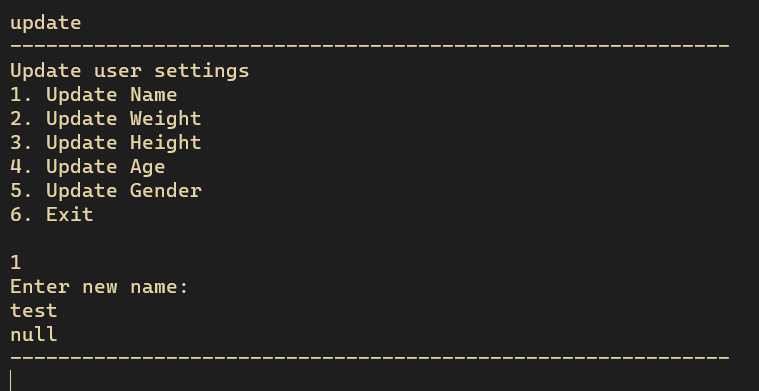 update
------------------------------------------------------------
Update user settings
1. Update Name
2. Update Weight
3. Update Height
4. Update Age
5. Update Gender
6. Exit
1
Enter new name:
test
null
------------------------------------------------------------